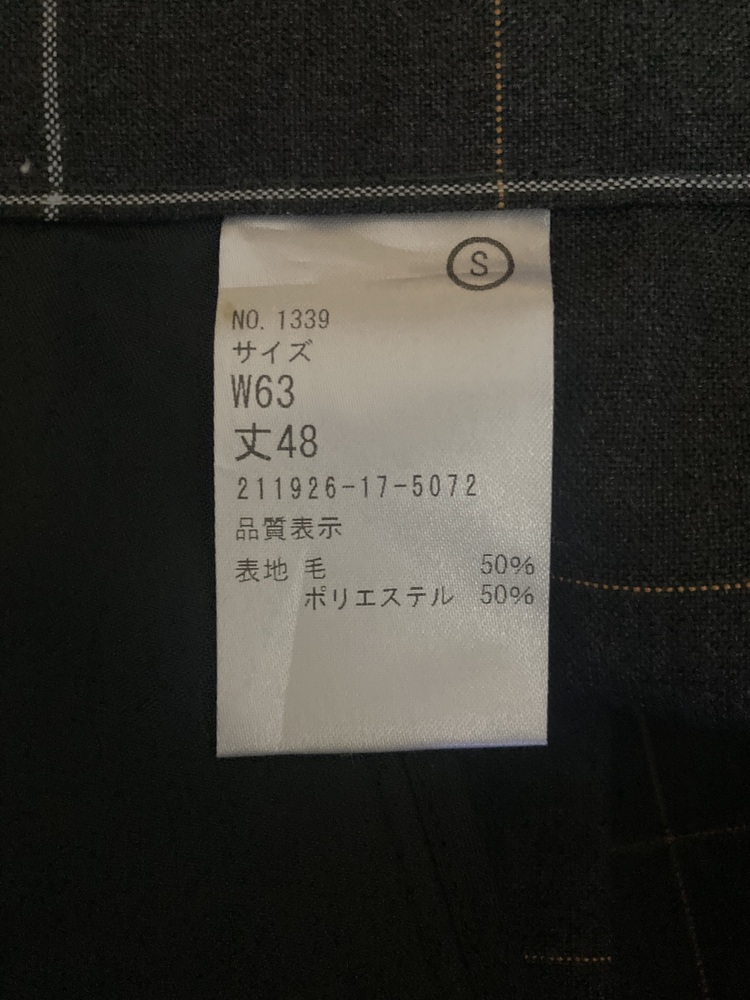 S
NO. 1339
サイズ
W63
丈48
211926-17-5072
品質表示
表地 毛 50%
ポリエステル 50%